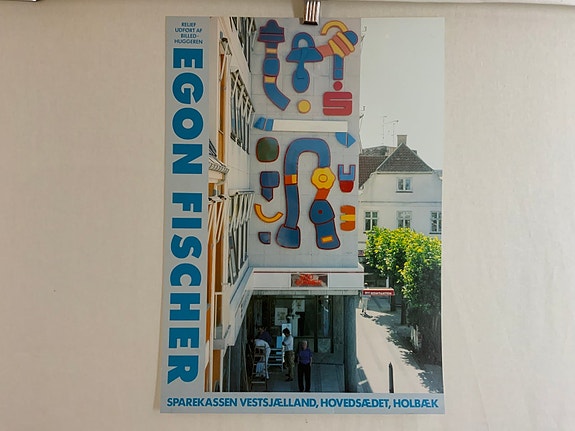 RELIEF
UDFØRT AF
BILLED-
HUGGEREN
EGON FISCHER
SPAREKASSEN VESTSJÆLLAND, HOVEDSÆDET, HOLBÆK